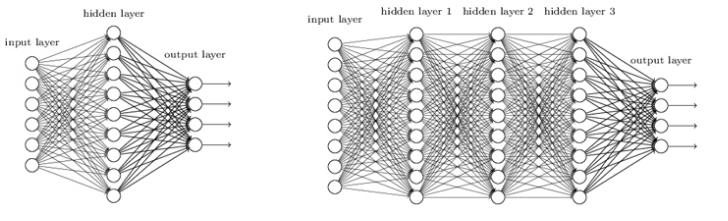 input layer
hidden layer
output layer
input layer
hidden layer 1
hidden layer 2
hidden layer 3
output layer